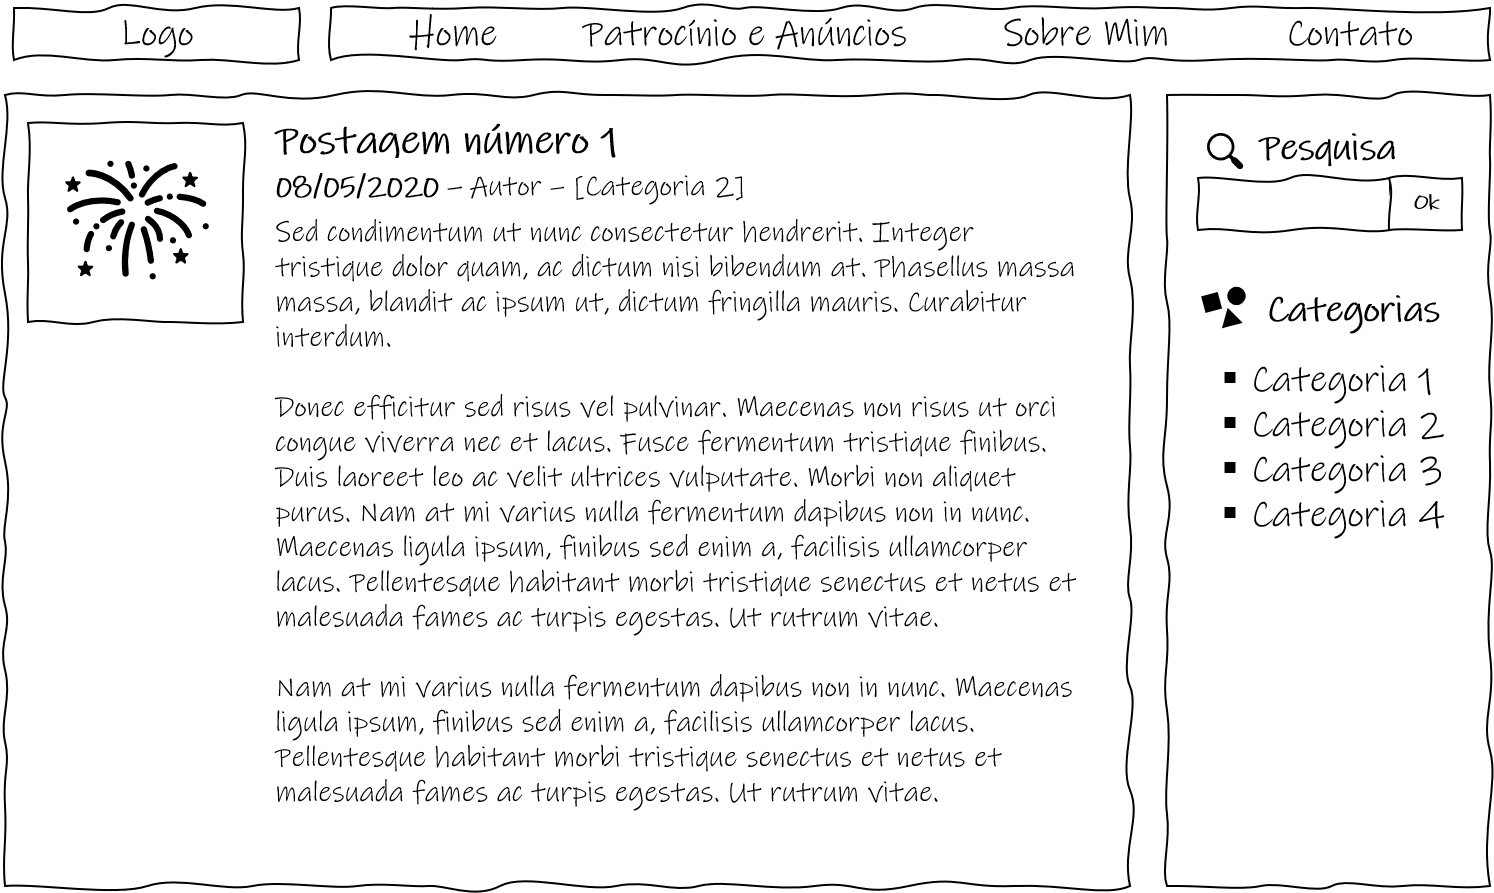 Logo
Home Patrocínio e Anúncios Sobre Mim Contato
Postagem número 1
08/05/2020 – Autor – [Categoria 2]
Sed condimentum ut nunc consectetur hendrerit. Integer
tristique dolor quam, ac dictum nisi bibendum at. Phasellus massa
massa, blandit ac ipsum ut, dictum fringilla mauris. Curabitur
interdum.
Donec efficitur sed risus vel pulvinar. Maecenas non risus ut orci
congue viverra nec et lacus. Fusce fermentum tristique finibus.
Duis laoreet leo ac velit ultrices vulputate. Morbi non aliquet
purus. Nam at mi varius nulla fermentum dapibus non in nunc.
Maecenas ligula ipsum, finibus sed enim a, facilisis ullamcorper
lacus. Pellentesque habitant morbi tristique senectus et netus et
malesuada fames ac turpis egestas. Ut rutrum vitae.
Nam at mi varius nulla fermentum dapibus non in nunc. Maecenas
ligula ipsum, finibus sed enim a, facilisis ullamcorper lacus.
Pellentesque habitant morbi tristique senectus et netus et
malesuada fames ac turpis egestas. Ut rutrum vitae.
Pesquisa
Ok
Categorias
▪ Categoria 1
▪ Categoria 2
▪ Categoria 3
▪ Categoria 4